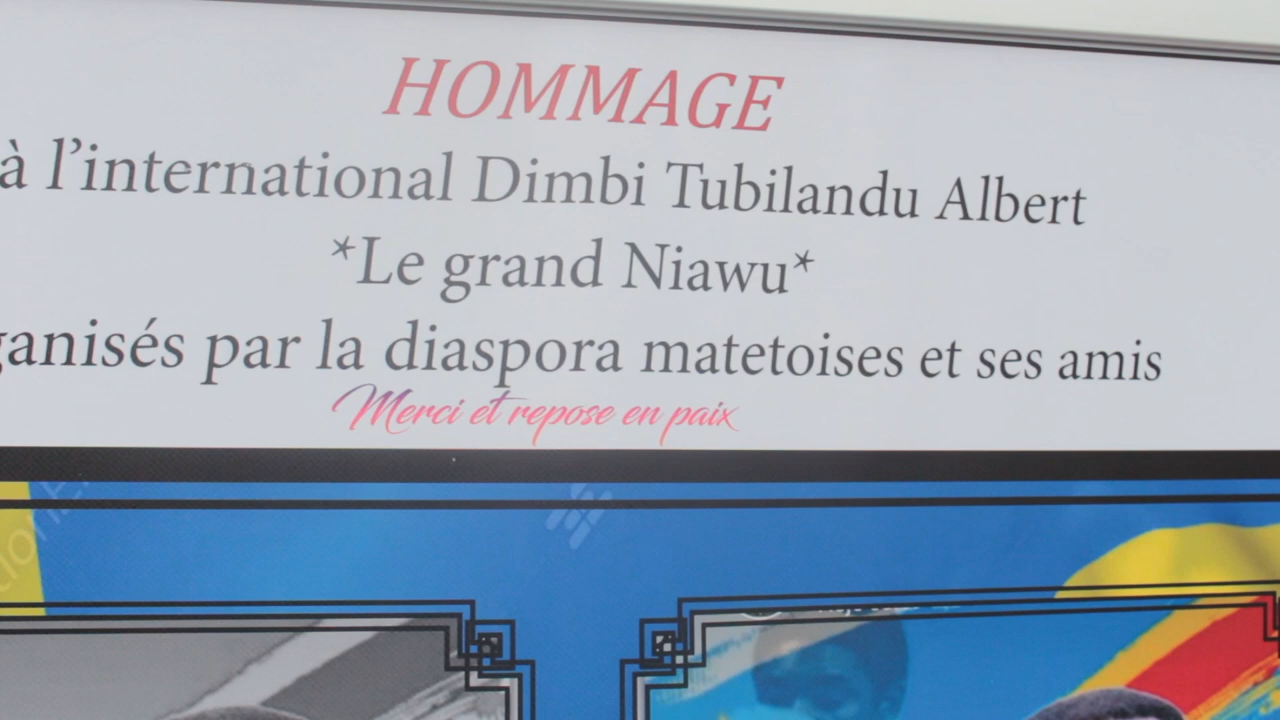 HOMMAGE
à l'international Dimbi Tubilandu Albert
*Le grand Niawu*
ganisés par la diaspora matetoises et ses amis
Merci et repose en paix